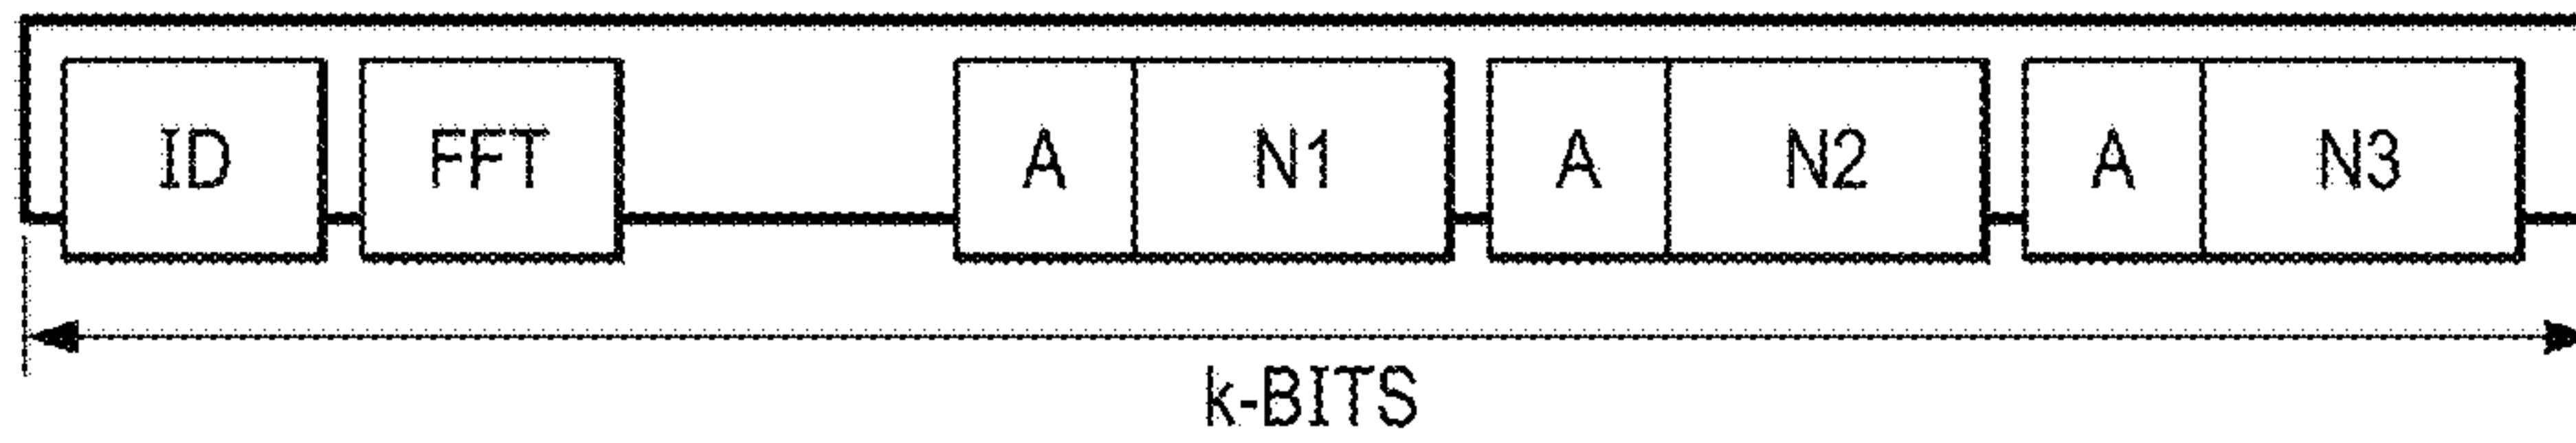 ID FFT A N1 A N2 A N3
k-BITS